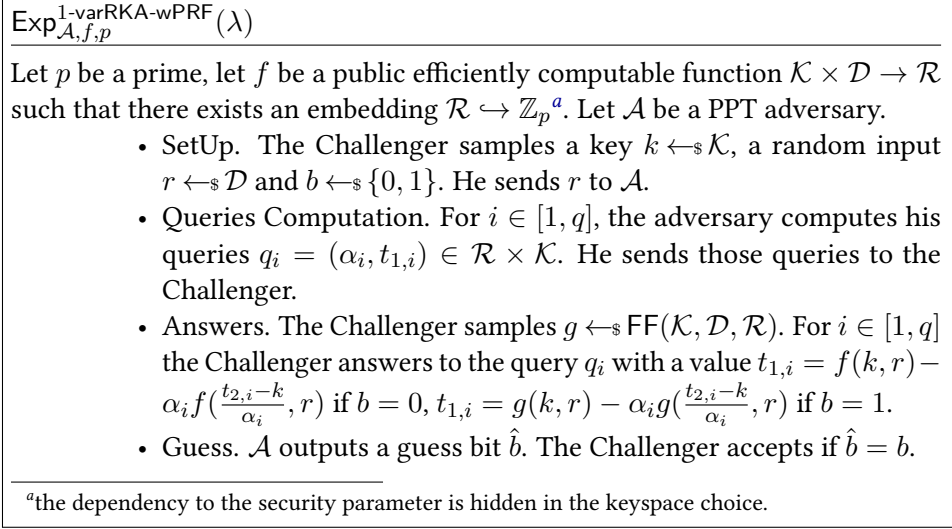 Exp^{1-varRKA-wPRF}_{𝒜,f,p}(λ)
Let p be a prime, let f be a public efficiently computable function 𝒦 × 𝒟 → ℛ
such that there exists an embedding ℛ ↪ ℤ_p^a. Let 𝒜 be a PPT adversary.
• SetUp. The Challenger samples a key k ←$ 𝒦, a random input
r ←$ 𝒟 and b ←$ {0, 1}. He sends r to 𝒜.
• Queries Computation. For i ∈ [1, q], the adversary computes his
queries q_i = (α_i, t_{1,i}) ∈ ℛ × 𝒦. He sends those queries to the
Challenger.
• Answers. The Challenger samples g ←$ FF(𝒦, 𝒟, ℛ). For i ∈ [1, q]
the Challenger answers to the query q_i with a value t_{1,i} = f(k, r) −
α_i f(\frac{t_{2,i}−k}{α_i}, r) if b = 0, t_{1,i} = g(k, r) − α_i g(\frac{t_{2,i}−k}{α_i}, r) if b = 1.
• Guess. 𝒜 outputs a guess bit b̂. The Challenger accepts if b̂ = b.
^a the dependency to the security parameter is hidden in the keyspace choice.